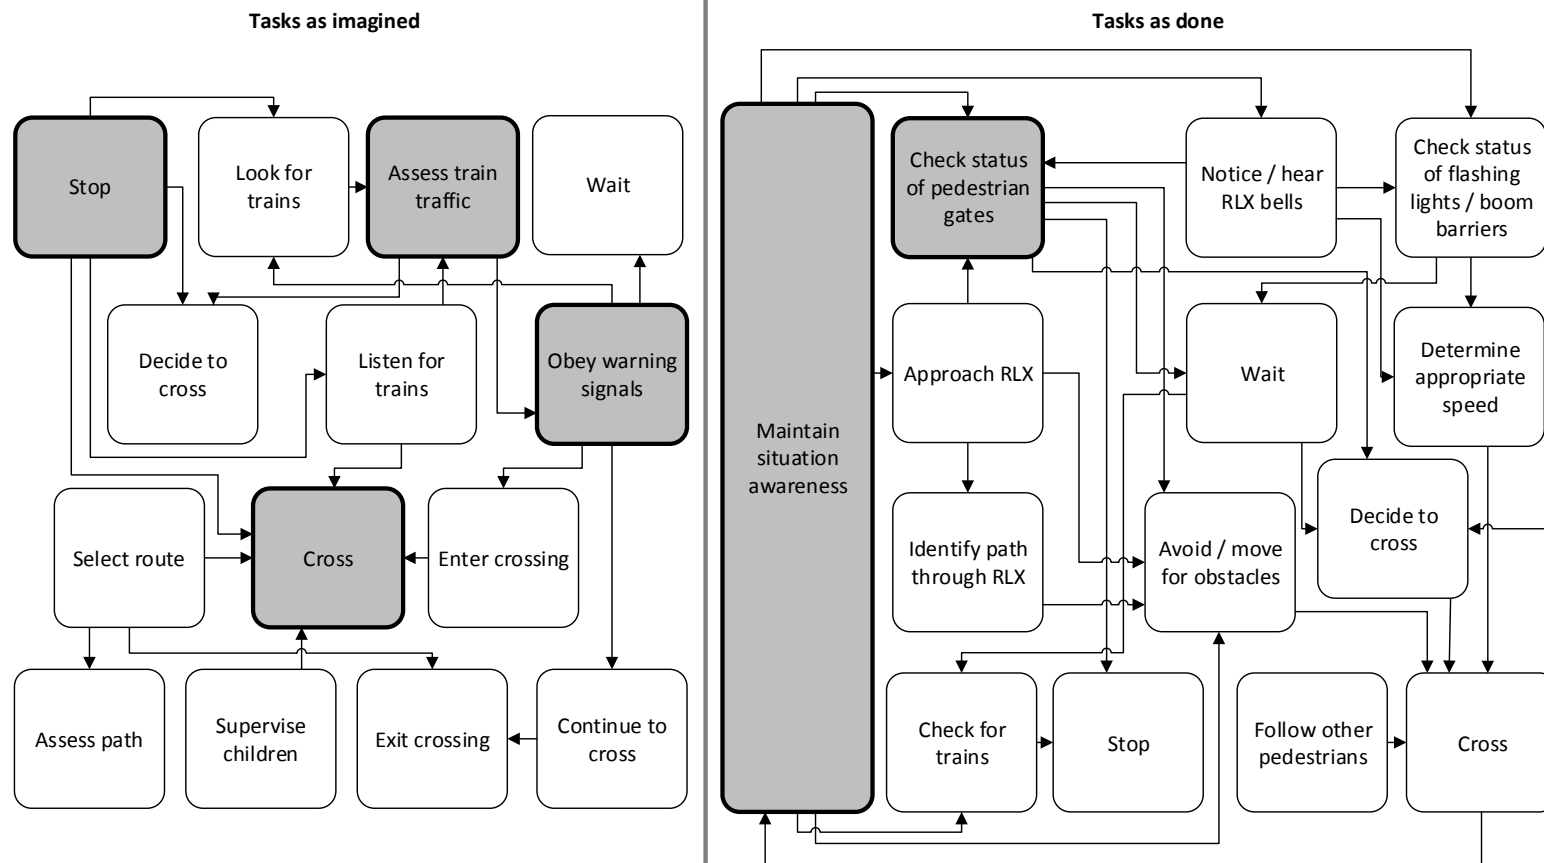 Tasks as imagined
Stop
Look for
trains
Assess train
traffic
Wait
Decide to
cross
Listen for
trains
Obey warning
signals
Select route
Cross
Enter crossing
Assess path
Supervise
children
Exit crossing
Continue to
cross
Tasks as done
Maintain
situation
awareness
Check status
of pedestrian
gates
Notice / hear
RLX bells
Check status
of flashing
lights / boom
barriers
Approach RLX
Wait
Determine
appropriate
speed
Identify path
through RLX
Avoid / move
for obstacles
Decide to
cross
Check for
trains
Stop
Follow other
pedestrians
Cross